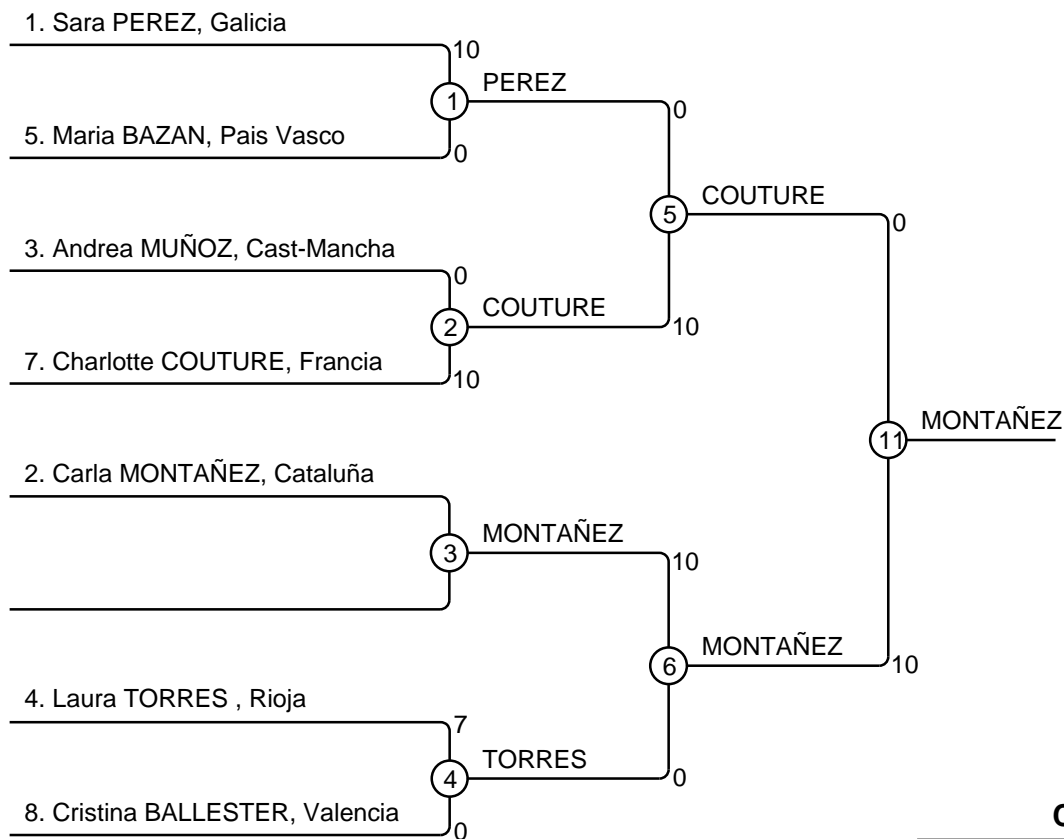 1. Sara PEREZ, Galicia
10
1
PEREZ
0
5. Maria BAZAN, Pais Vasco
0
5
COUTURE
0
3. Andrea MUÑOZ, Cast-Mancha
0
2
COUTURE
10
7. Charlotte COUTURE, Francia
10
11
MONTAÑEZ
2. Carla MONTAÑEZ, Cataluña
3
MONTAÑEZ
10
6
MONTAÑEZ
10
4. Laura TORRES , Rioja
7
4
TORRES
0
8. Cristina BALLESTER, Valencia
0